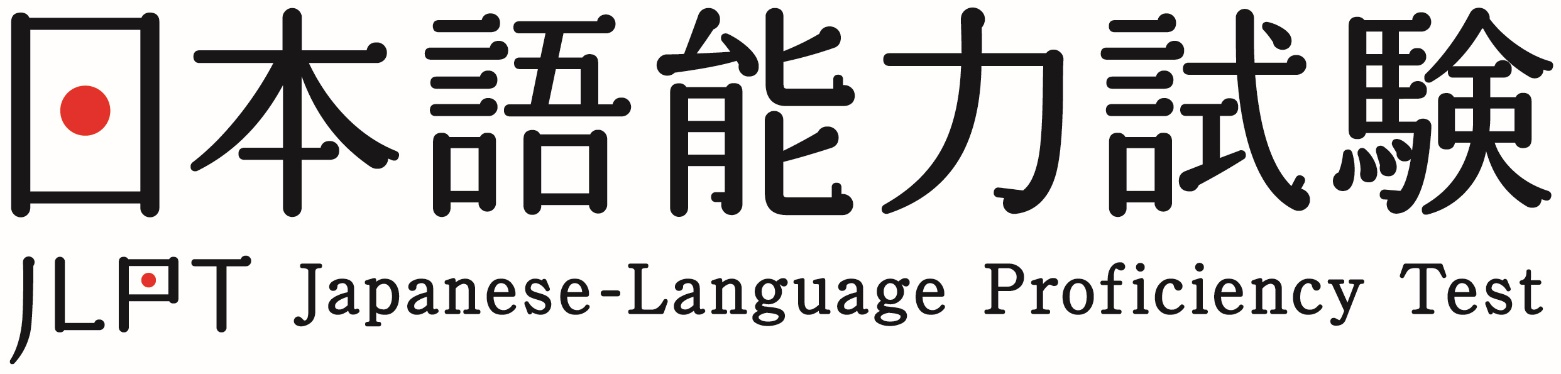 日本語能力試験
JLPT Japanese-Language Proficiency Test